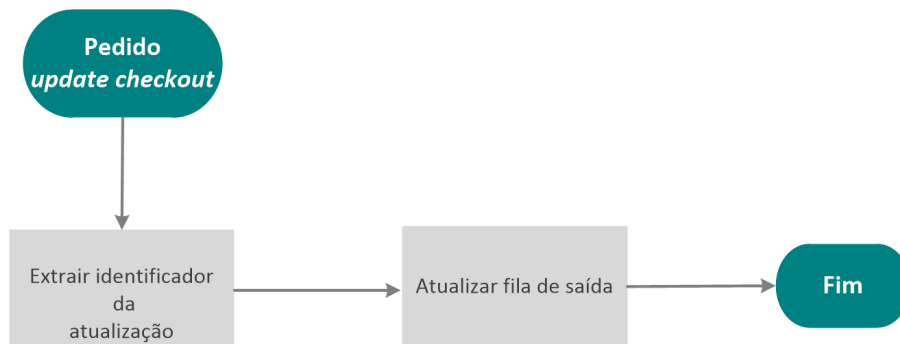 Pedido
update checkout
Extrair identificador
da
atualização
Atualizar fila de saída
Fim